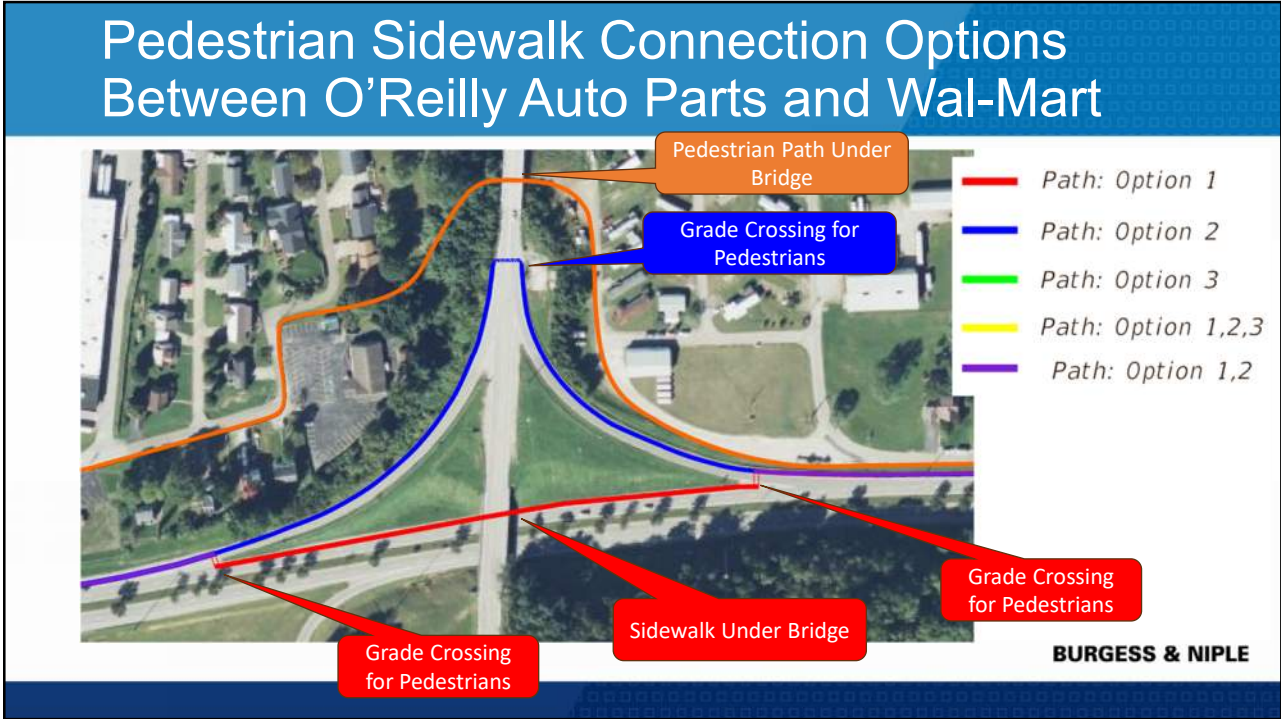 Pedestrian Sidewalk Connection Options
Between O’Reilly Auto Parts and Wal-Mart
Pedestrian Path Under
Bridge
Grade Crossing for
Pedestrians
Path: Option 1
Path: Option 2
Path: Option 3
Path: Option 1,2,3
Path: Option 1,2
Grade Crossing
for Pedestrians
Sidewalk Under Bridge
Grade Crossing
for Pedestrians
BURGESS & NIPLE